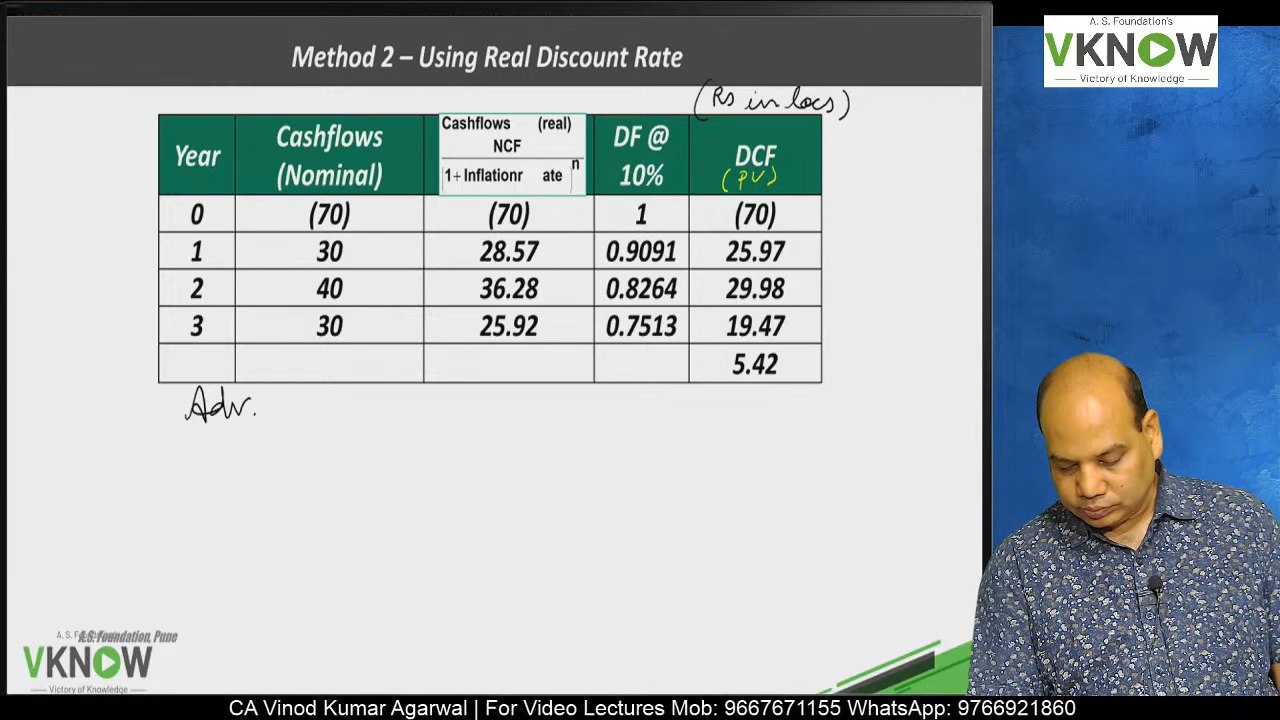 A. S. Foundation's
VKNOW
Victory of Knowledge
Method 2 – Using Real Discount Rate
(Rs in lacs)
Year
Cashflows (Nominal)
Cashflows (real)
NCF
(1+ Inflationr ate)n
DF @ 10%
DCF
(PV)
0 (70) (70) 1 (70)
1 30 28.57 0.9091 25.97
2 40 36.28 0.8264 29.98
3 30 25.92 0.7513 19.47
5.42
Adv.
A.S. Foundation, Pune
VKNOW
Victory of Knowledge
CA Vinod Kumar Agarwal | For Video Lectures Mob: 9667671155 WhatsApp: 9766921860